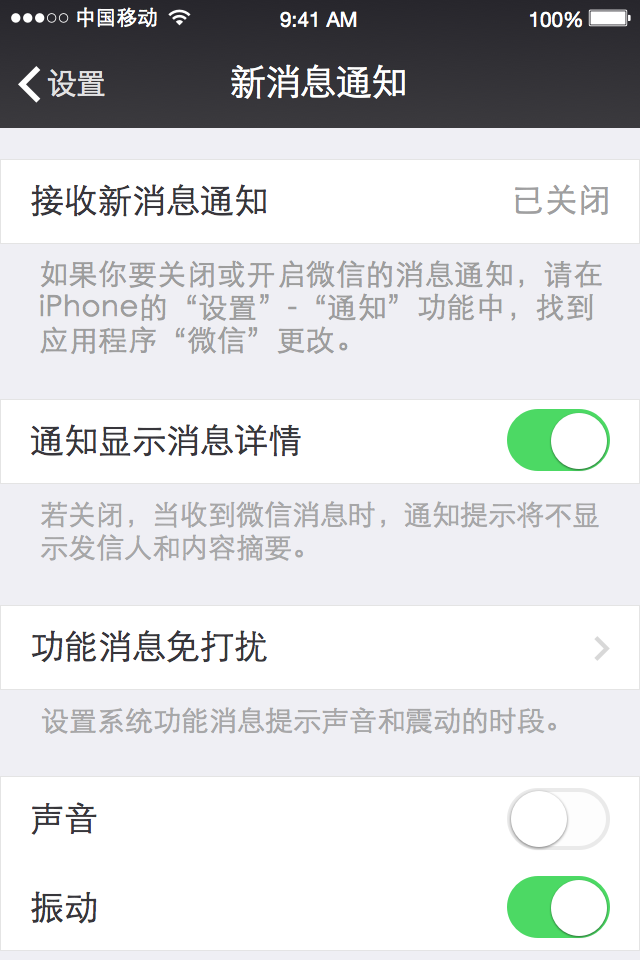 中国移动 9:41 AM 100%
设置 新消息通知
接收新消息通知 已关闭
如果你要关闭或开启微信的消息通知，请在
iPhone的“设置”-“通知”功能中，找到
应用程序“微信”更改。
通知显示消息详情
若关闭，当收到微信消息时，通知提示将不显
示发信人和内容摘要。
功能消息免打扰
设置系统功能消息提示声音和震动的时段。
声音
振动